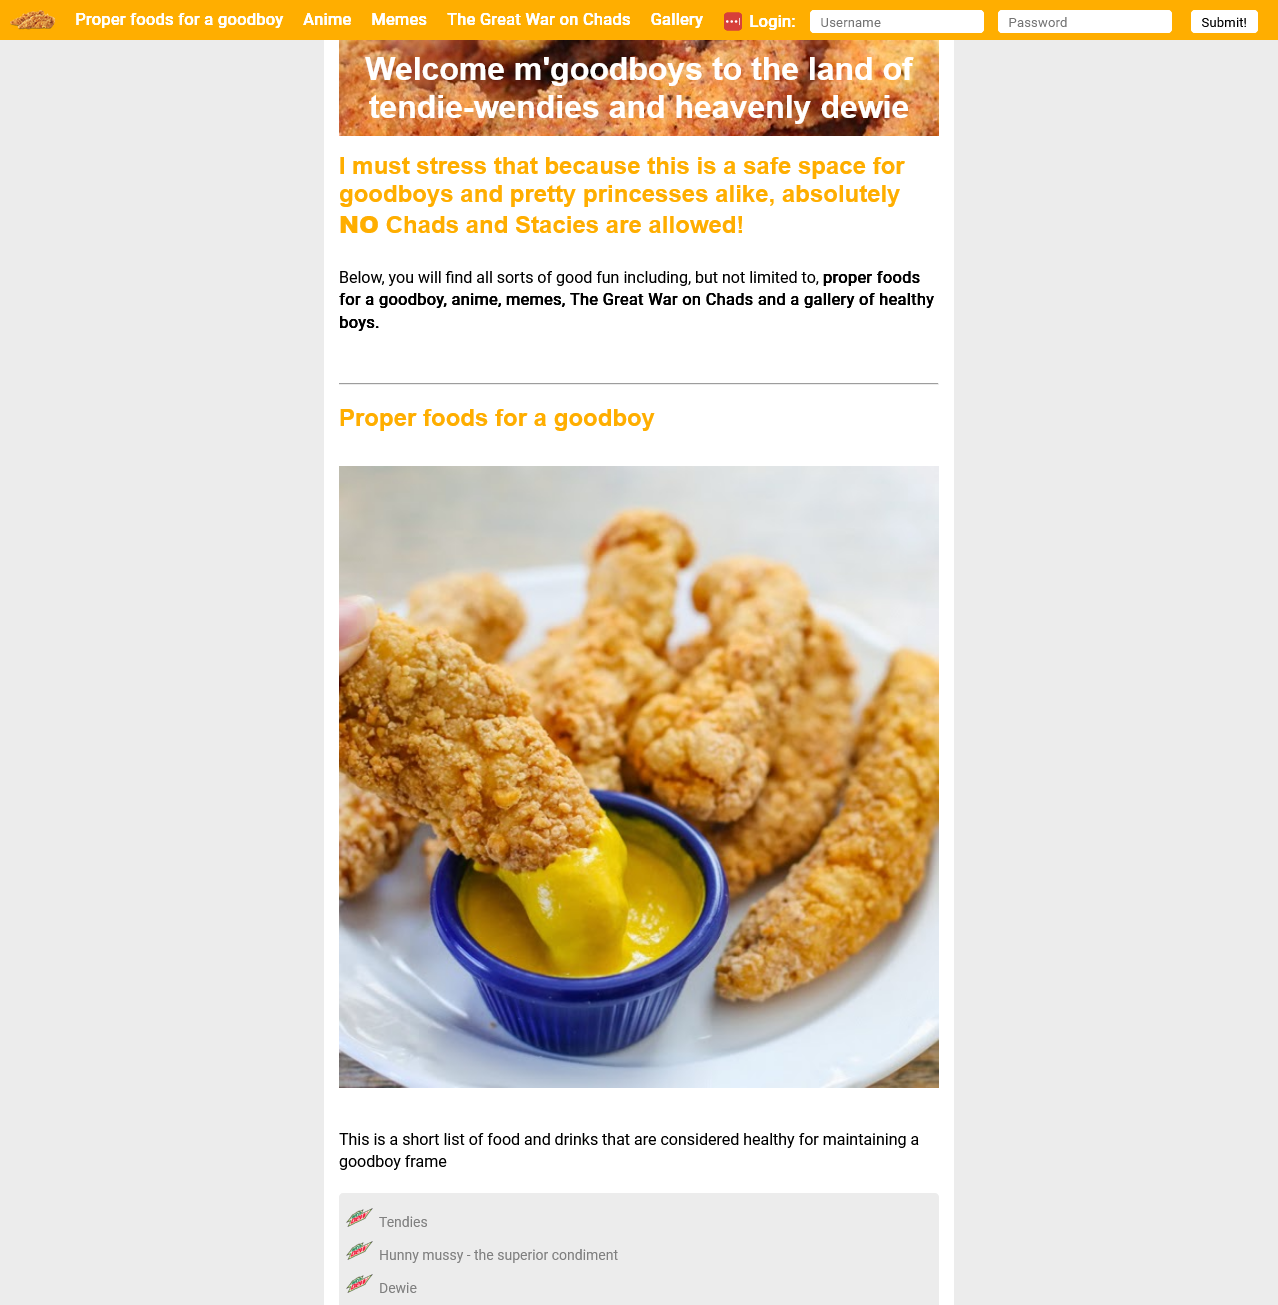 Proper foods for a goodboy Anime Memes The Great War on Chads Gallery Login: Username Password Submit!
Welcome m'goodboys to the land of
tendie-wendies and heavenly dewie
I must stress that because this is a safe space for
goodboys and pretty princesses alike, absolutely
NO Chads and Stacies are allowed!
Below, you will find all sorts of good fun including, but not limited to, proper foods
for a goodboy, anime, memes, The Great War on Chads and a gallery of healthy
boys.
Proper foods for a goodboy
This is a short list of food and drinks that are considered healthy for maintaining a
goodboy frame
Tendies
Hunny mussy - the superior condiment
Dewie